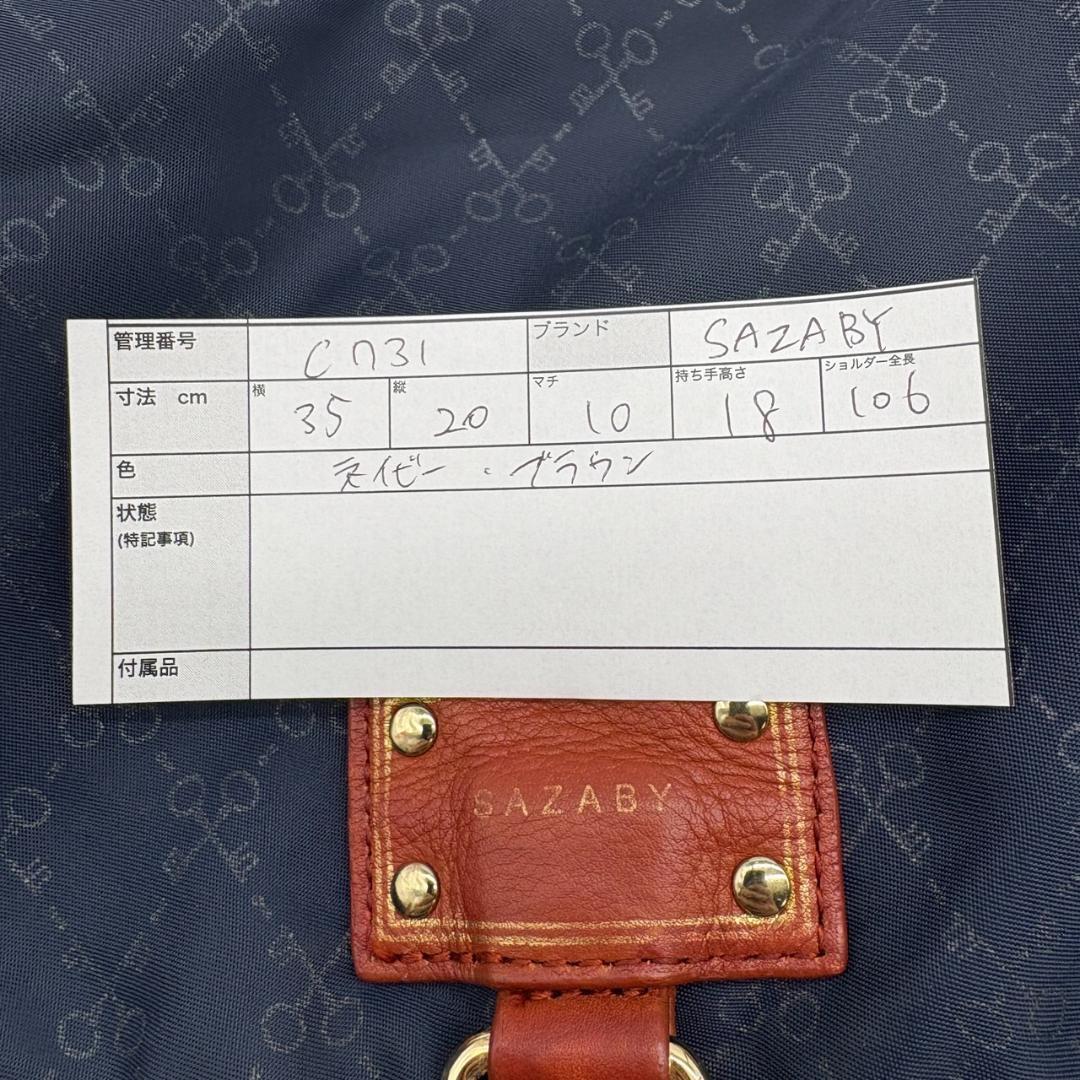 管理番号 C7731 ブランド SAZABY
寸法 cm 横 35 縦 20 マチ 10 持ち手高さ 18 ショルダー全長 106
色 ネイビー・ブラウン
状態
(特記事項)
付属品
SAZABY